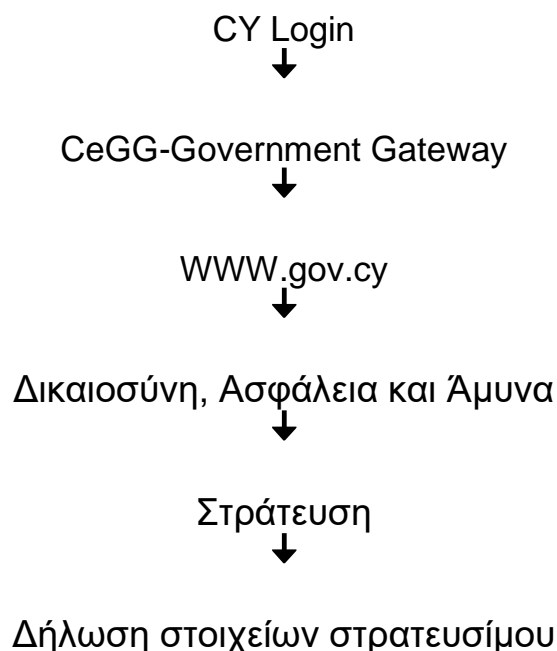 CY Login
CeGG-Government Gateway
WWW.gov.cy
Δικαιοσύνη, Ασφάλεια και Άμυνα
Στράτευση
Δήλωση στοιχείων στρατευσίμου